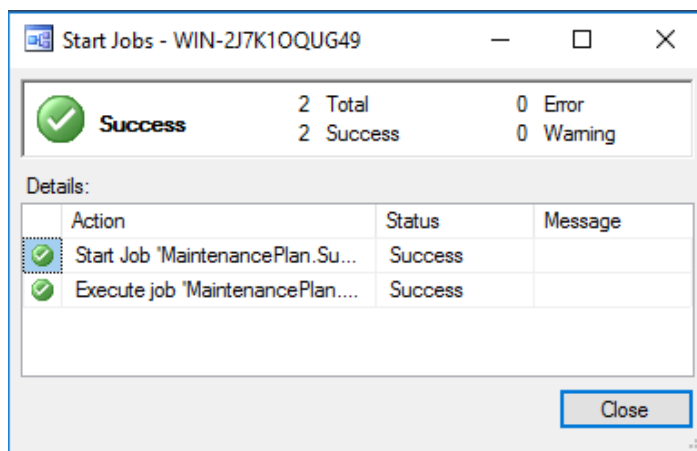 Start Jobs - WIN-2J7K1OQUG49
Success
2 Total
0 Error
2 Success
0 Warning
Details:
Action Status Message
Start Job 'MaintenancePlan.Su... Success
Execute job 'MaintenancePlan.... Success
Close